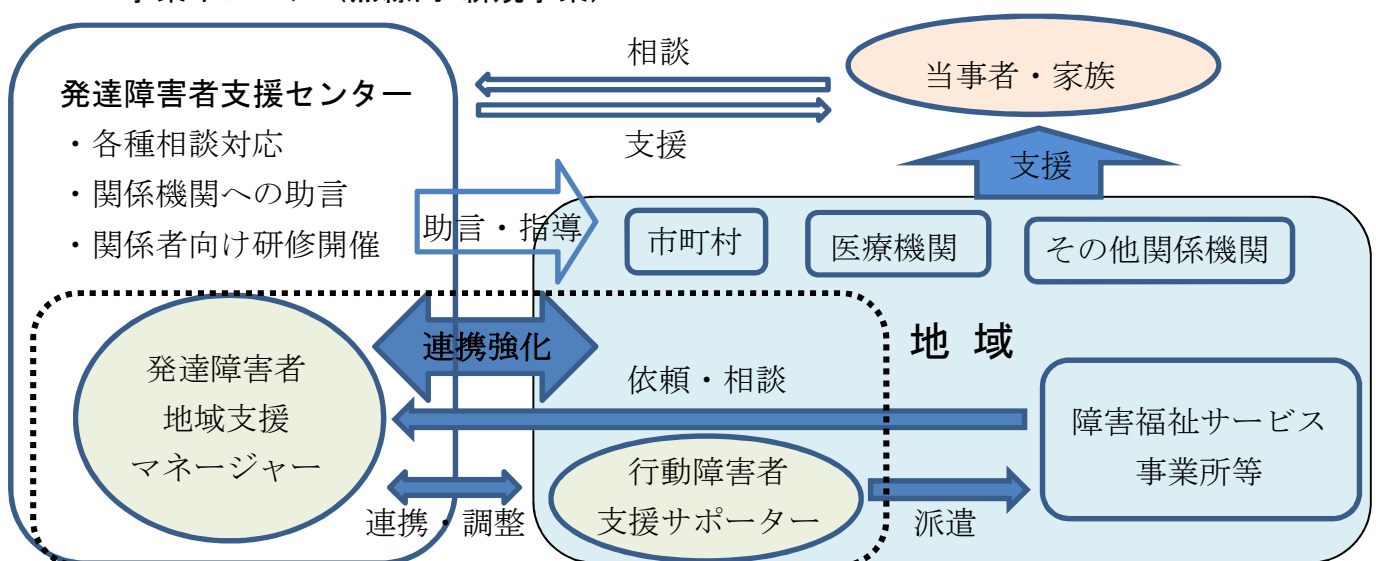 相談
当事者・家族
発達障害者支援センター
・各種相談対応
・関係機関への助言
・関係者向け研修開催
支援
支援
助言・指導
市町村
医療機関
その他関係機関
連携強化
地 域
発達障害者
地域支援
マネージャー
依頼・相談
障害福祉サービス
事業所等
行動障害者
支援サポーター
連携・調整
派遣